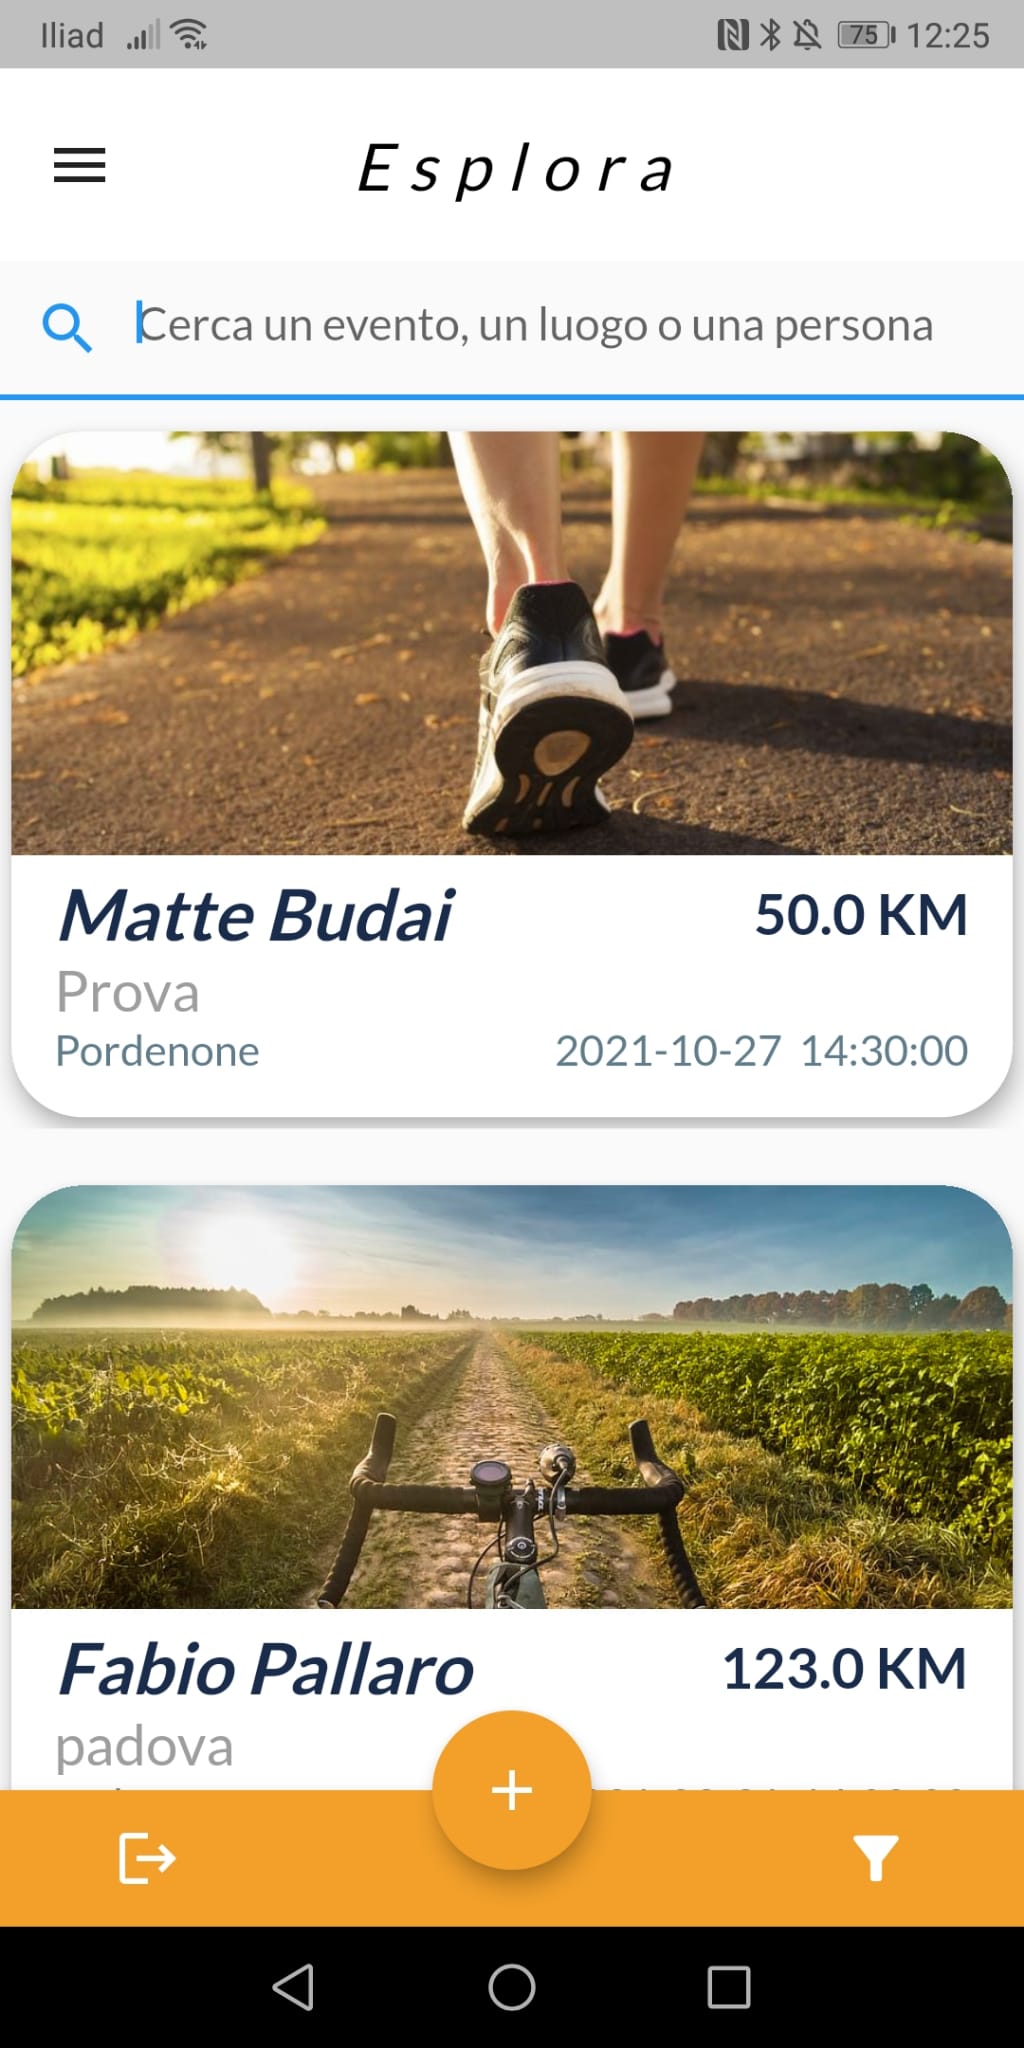 Iliad 75 12:25
Esplora
Cerca un evento, un luogo o una persona
Matte Budai 50.0 KM
Prova
Pordenone 2021-10-27 14:30:00
Fabio Pallaro 123.0 KM
padova